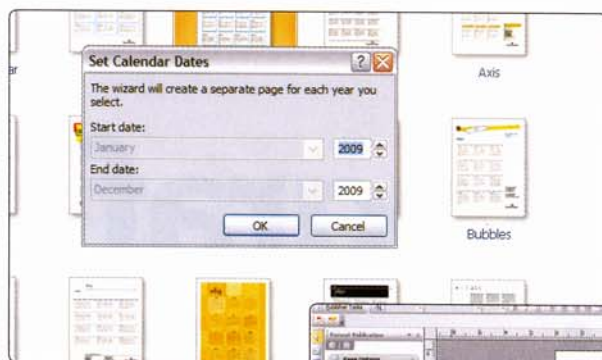 Set Calendar Dates
The wizard will create a separate page for each year you
select.
Start date:
January 2009
End date:
December 2009
OK Cancel
Axis
Bubbles